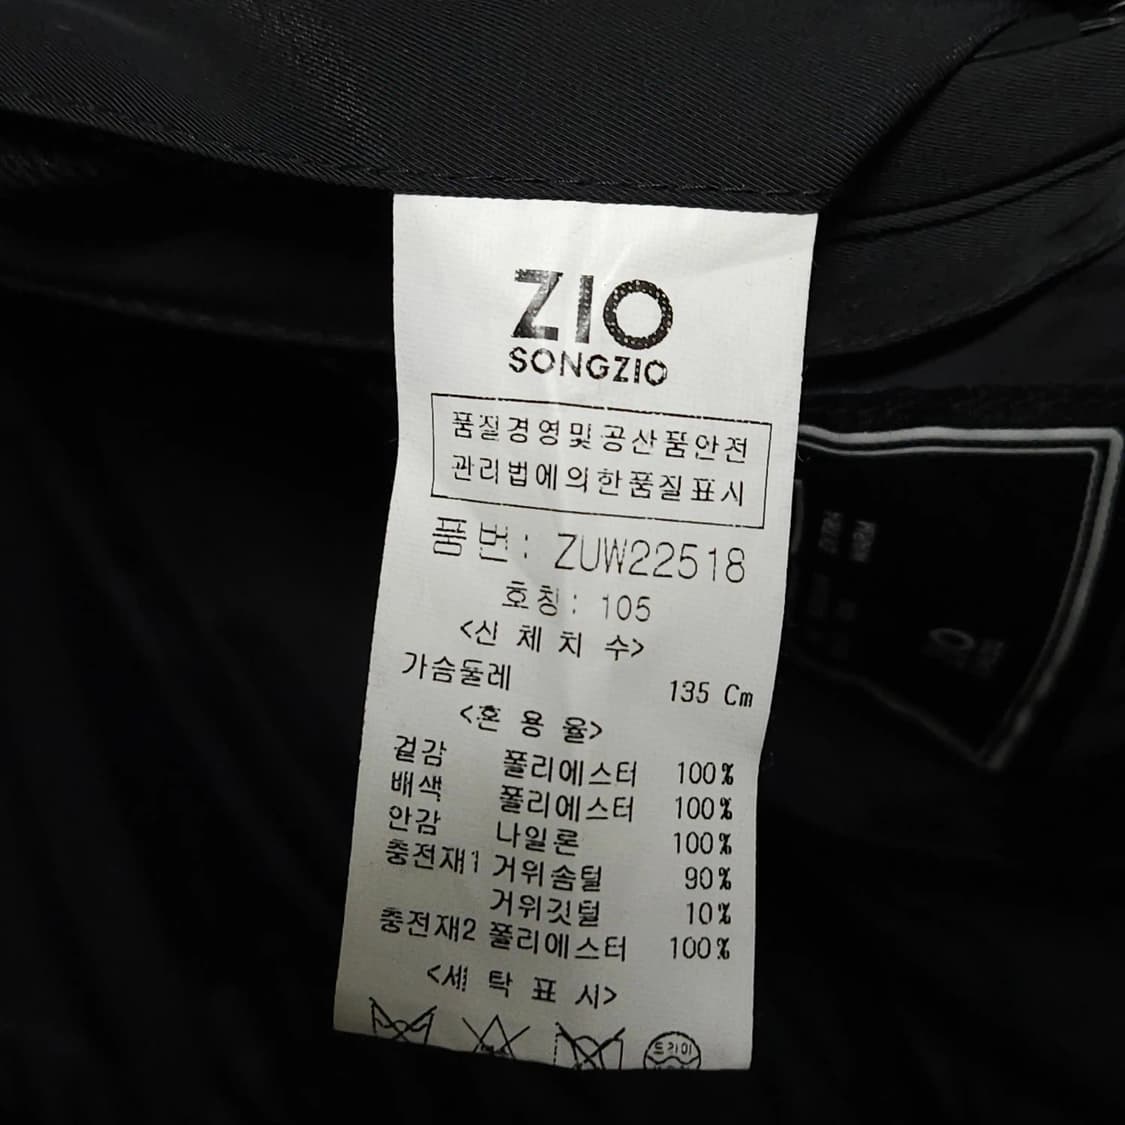 ZIO
SONGZIO
품질경영및공산품안전
관리법에의한품질표시
품번: ZUW22518
호칭: 105
<신 체 치 수>
가슴둘레 135 Cm
<혼 용 율>
겉감 폴리에스터 100%
배색 폴리에스터 100%
안감 나일론 100%
충전재1 거위솜털 90%
거위깃털 10%
충전재2 폴리에스터 100%
<세 탁 표 시>
드라이